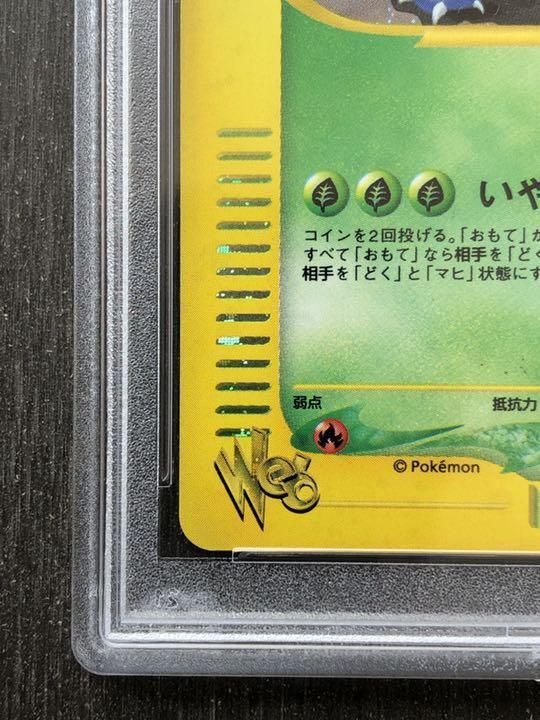 いや
コインを2回投げる。「おもて」が
すべて「おもて」なら相手を「どく
相手を「どく」と「マヒ」状態にす
弱点
抵抗力
© Pokémon
Web